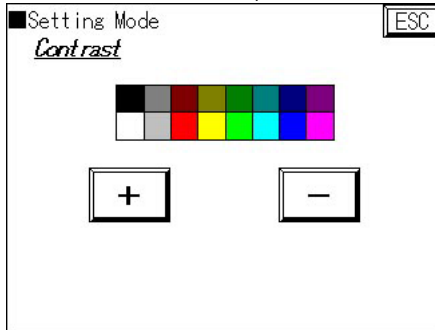 ■Setting Mode ESC
Contrast
+ −